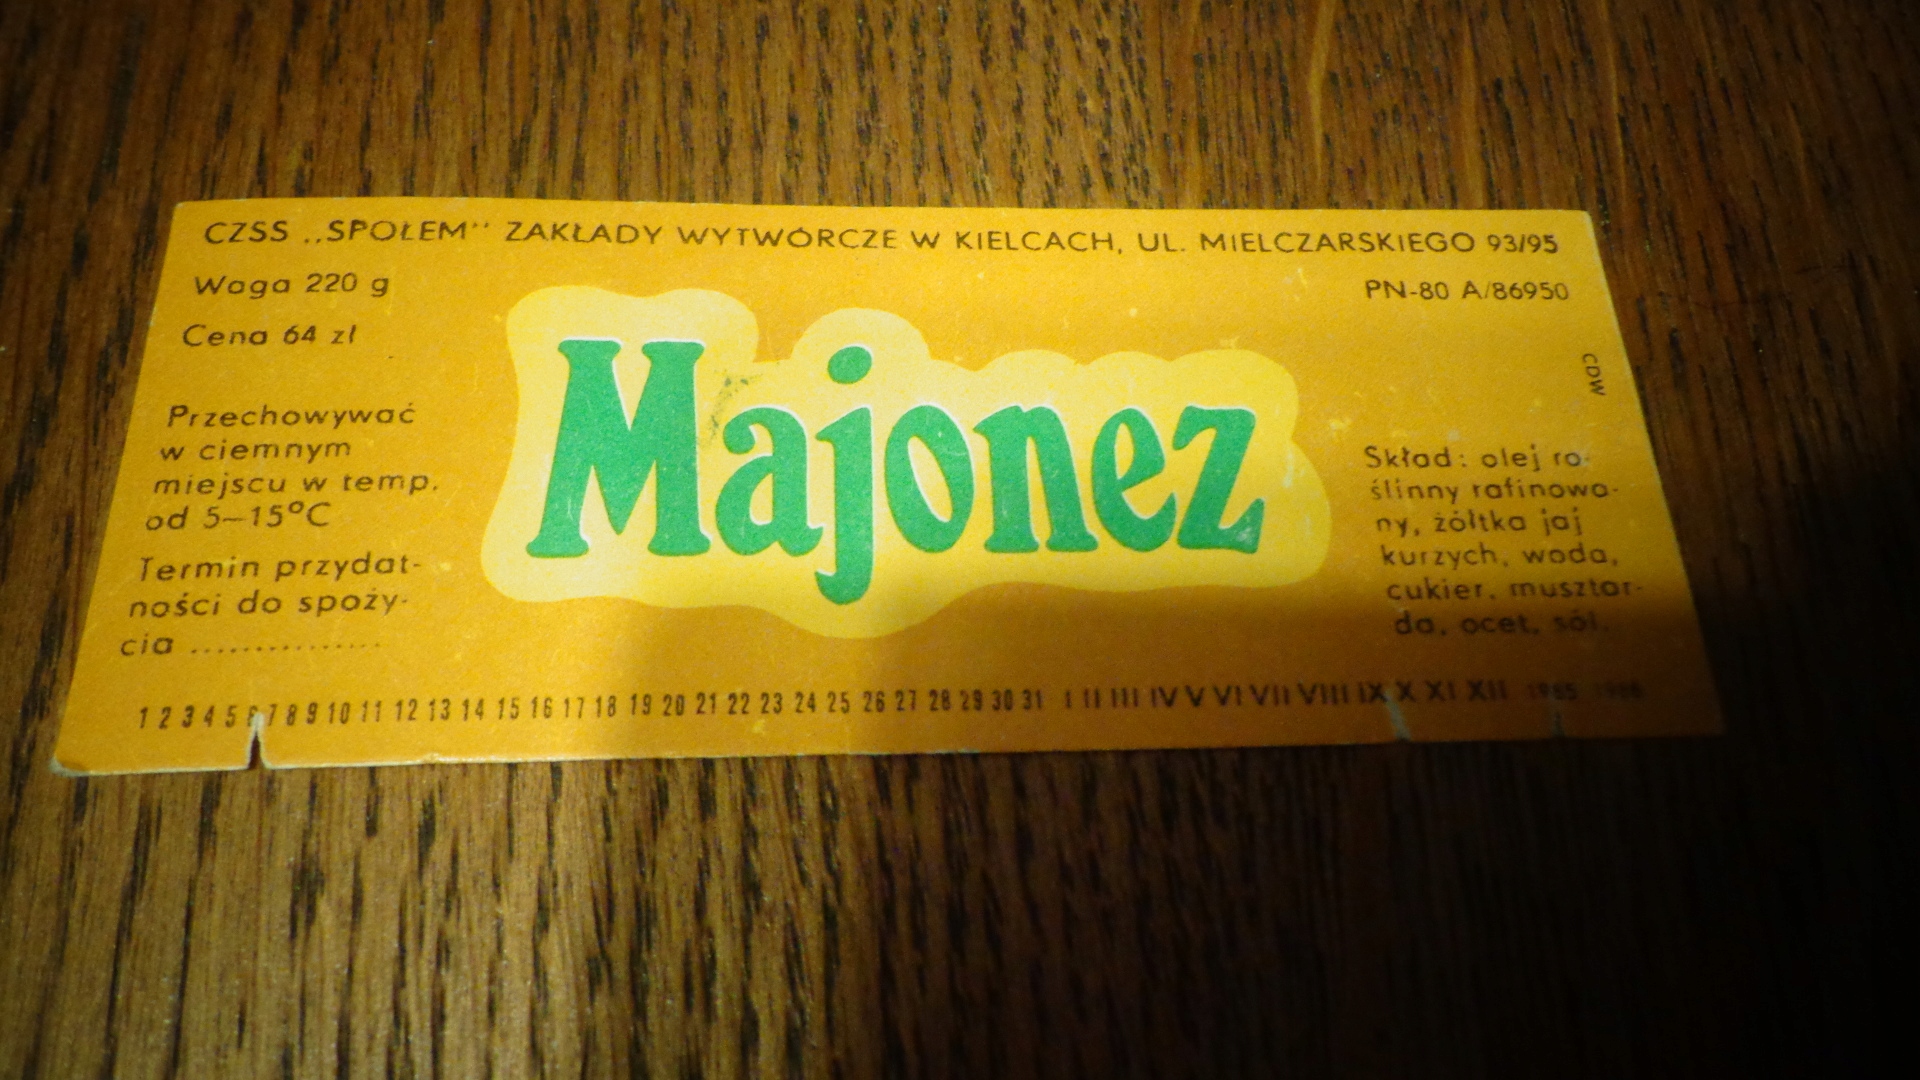 CZSS „SPOŁEM" ZAKŁADY WYTWÓRCZE W KIELCACH, UL. MIELCZARSKIEGO 93/95
Waga 220 g
Cena 64 zł
PN-80 A/86950
CDW
Majonez
Przechowywać
w ciemnym
miejscu w temp.
od 5–15°C
Termin przydat-
ności do spoży-
cia ...............
Skład: olej ro-
ślinny rafinowa-
ny, żółtka jaj
kurzych, woda,
cukier, musztar-
da, ocet, sól.
1 2 3 4 5 6 7 8 9 10 11 12 13 14 15 16 17 18 19 20 21 22 23 24 25 26 27 28 29 30 31 I II III IV V VI VII VIII IX X XI XII 1985 1986